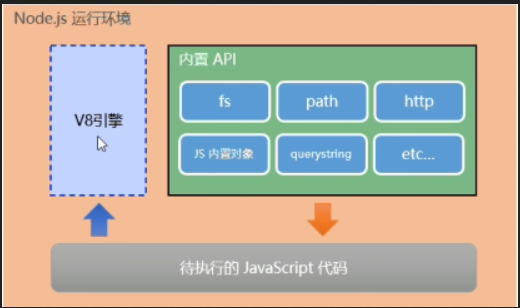 Node.js 运行环境
V8引擎
内置 API
fs
path
http
JS 内置对象
querystring
etc...
待执行的 JavaScript 代码